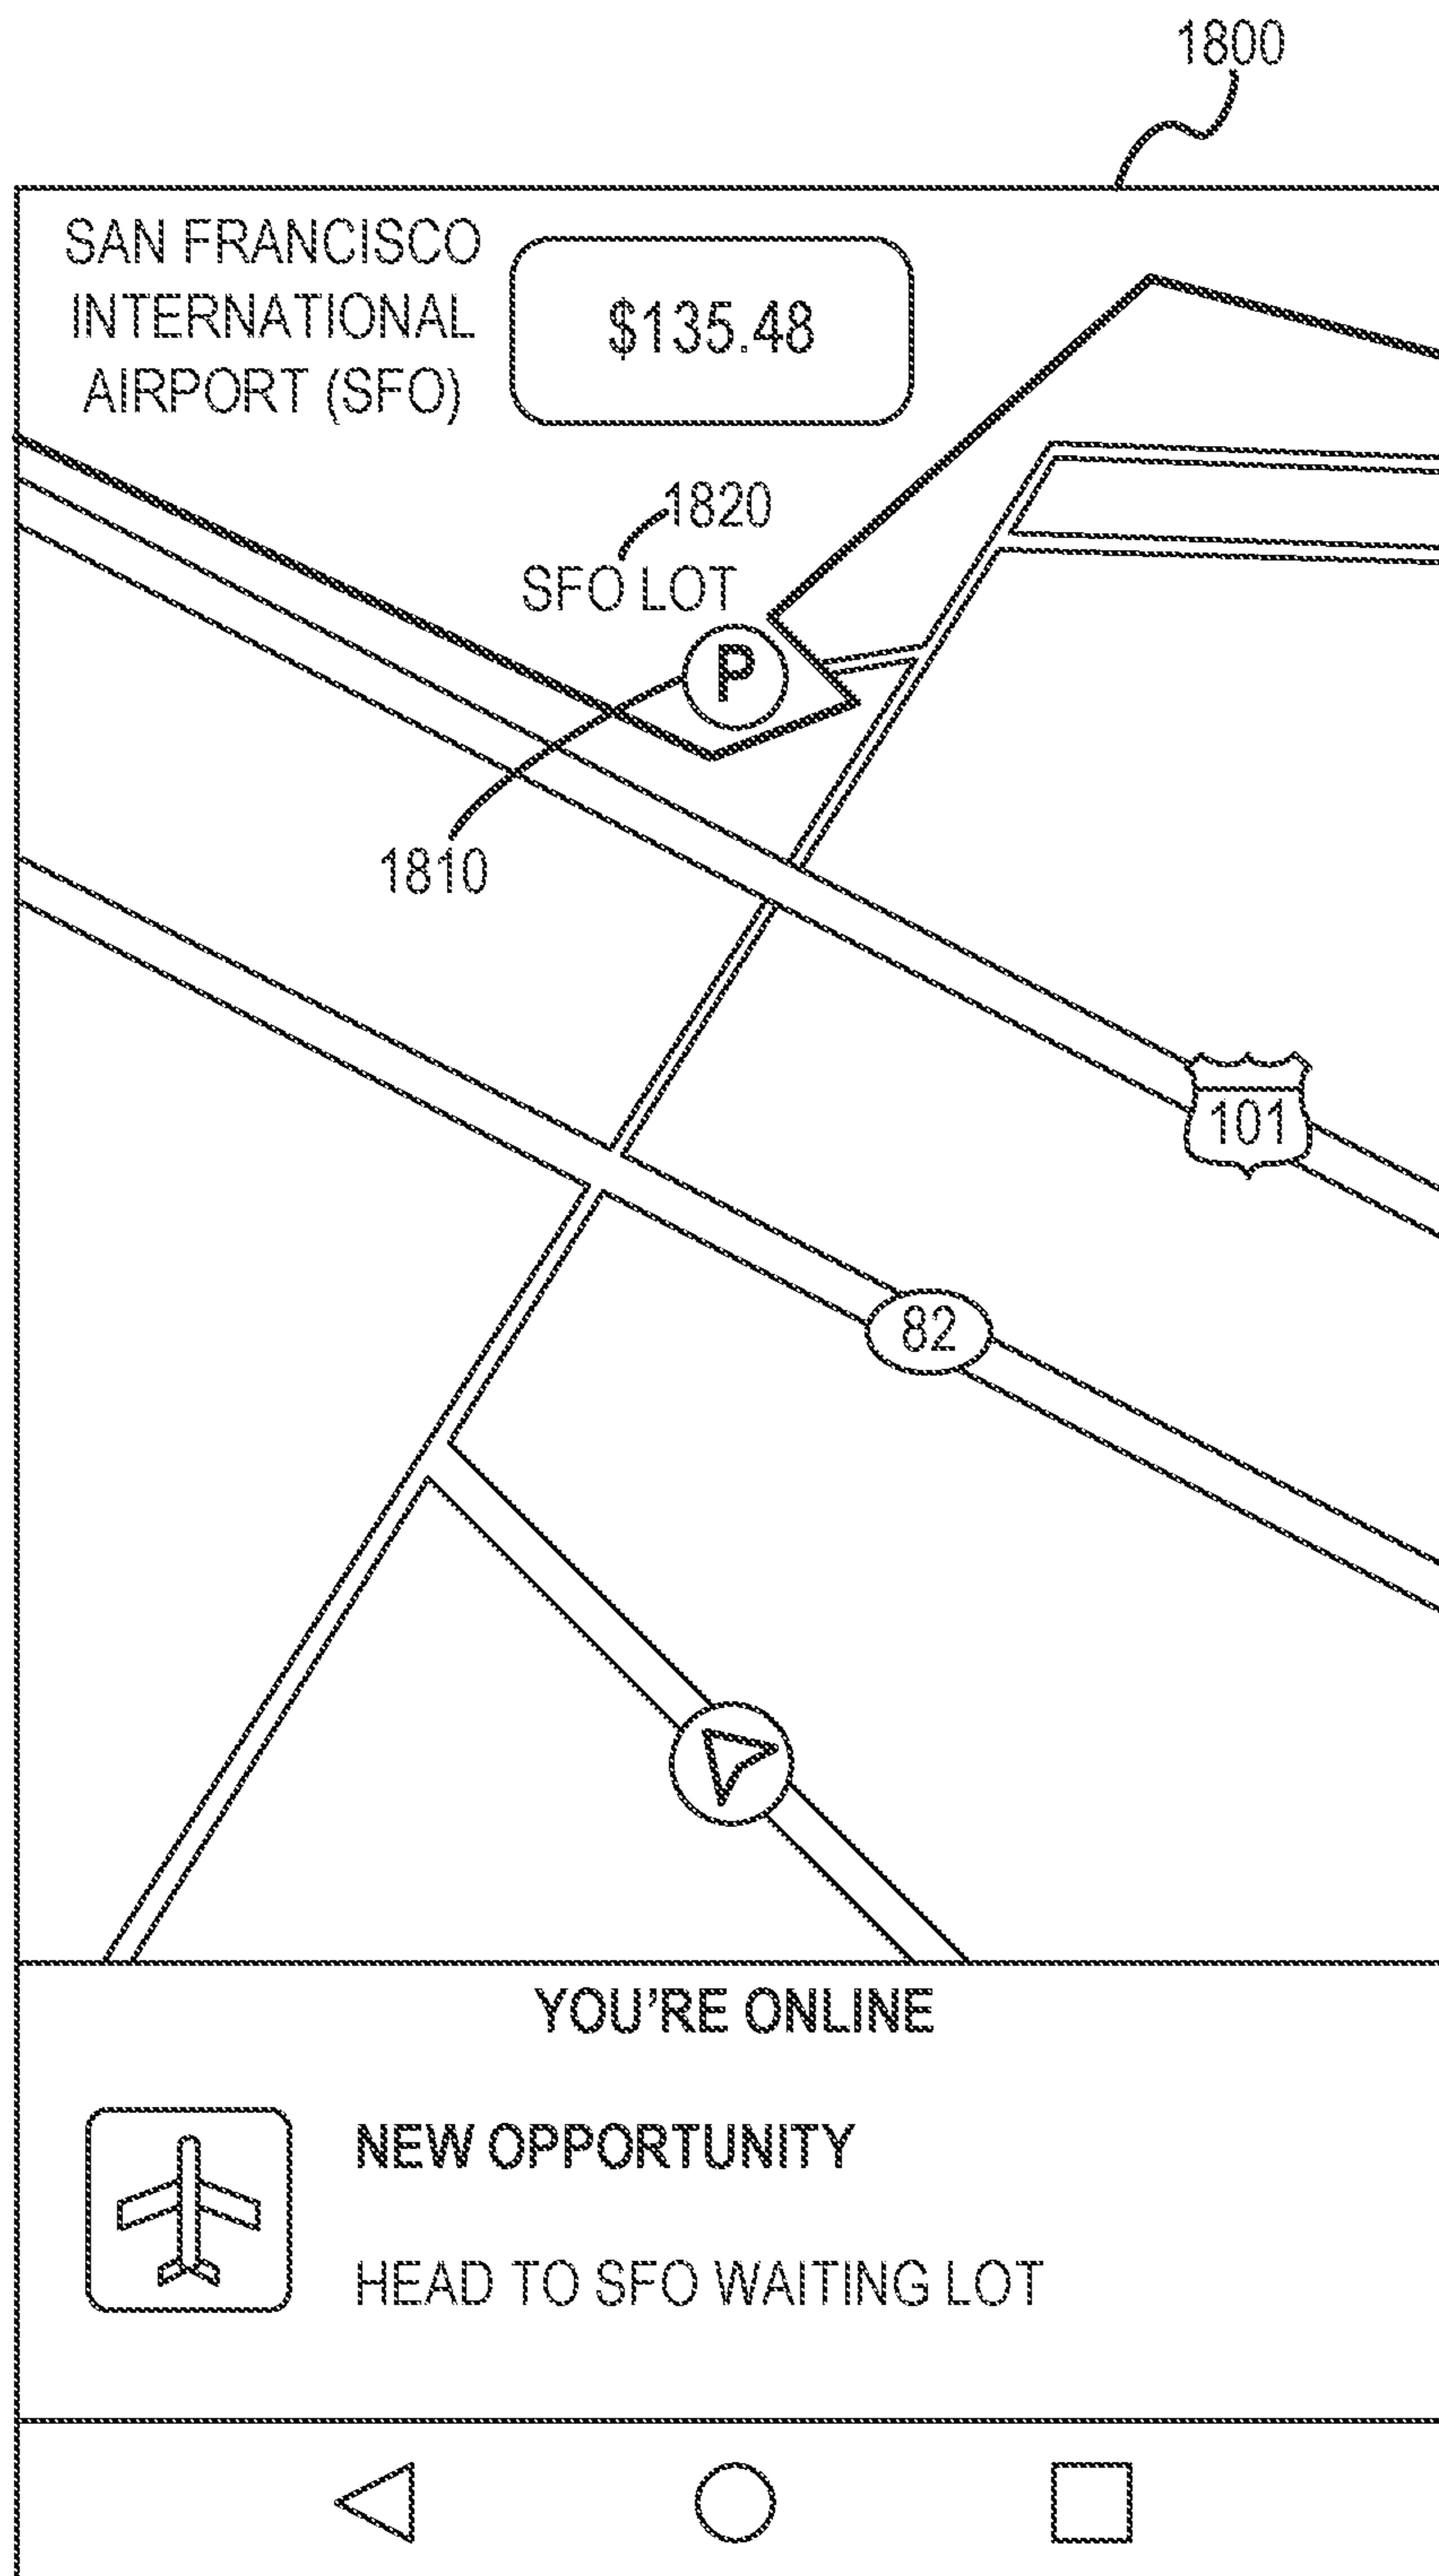 1800
SAN FRANCISCO
INTERNATIONAL
AIRPORT (SFO)
$135.48
1820
SFO LOT
P
1810
101
82
YOU'RE ONLINE
NEW OPPORTUNITY
HEAD TO SFO WAITING LOT